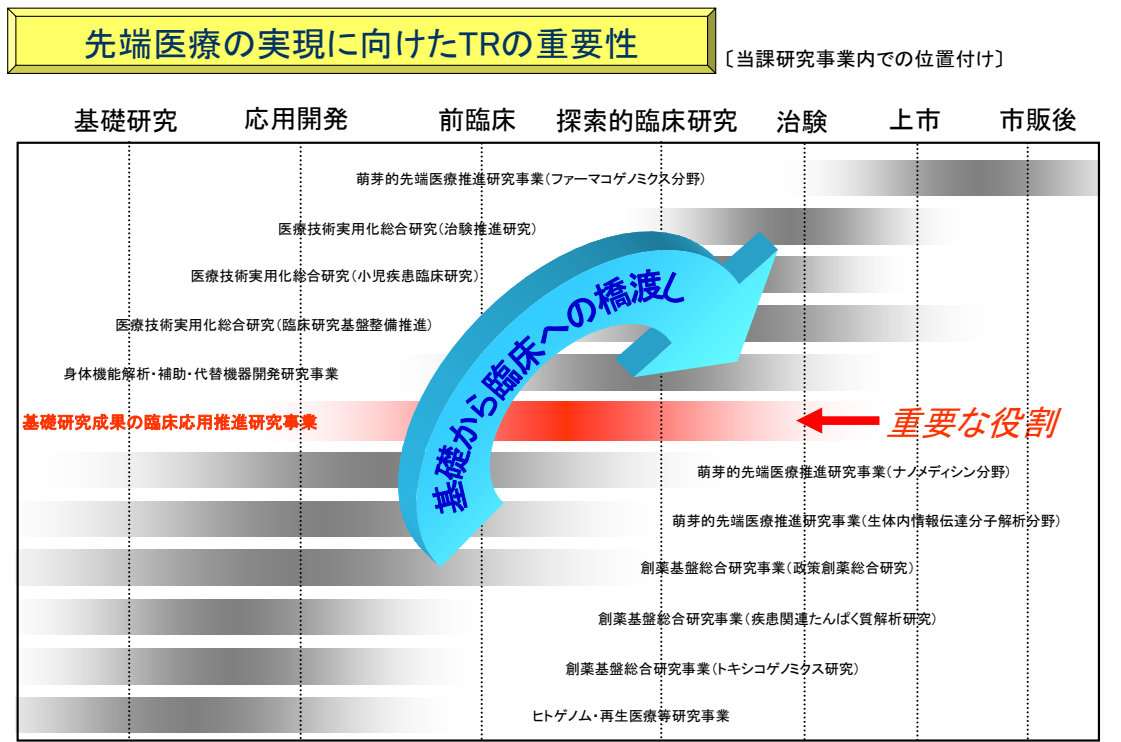 先端医療の実現に向けたTRの重要性
〔当課研究事業内での位置付け〕
基礎研究 応用開発 前臨床 探索的臨床研究 治験 上市 市販後
萌芽的先端医療推進研究事業(ファーマコゲノミクス分野)
医療技術実用化総合研究(治験推進研究)
医療技術実用化総合研究(小児疾患臨床研究)
医療技術実用化総合研究(臨床研究基盤整備推進)
身体機能解析・補助・代替機器開発研究事業
基礎から臨床への橋渡し
基礎研究成果の臨床応用推進研究事業
重要な役割
萌芽的先端医療推進研究事業(ナノメディシン分野)
萌芽的先端医療推進研究事業(生体内情報伝達分子解析分野)
創薬基盤総合研究事業(政策創薬総合研究)
創薬基盤総合研究事業(疾患関連たんぱく質解析研究)
創薬基盤総合研究事業(トキシコゲノミクス研究)
ヒトゲノム・再生医療等研究事業